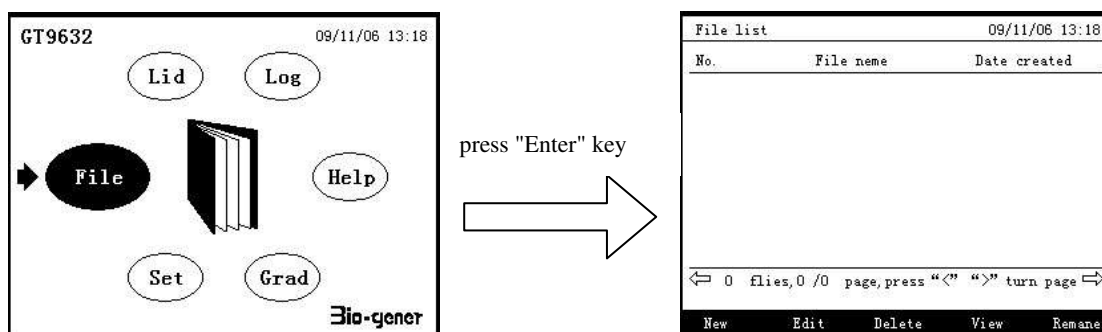 GT9632 09/11/06 13:18
Lid Log
File Help
Set Grad
Bio-gener
press "Enter" key
File list 09/11/06 13:18
No. File neme Date created
0 flies,0 /0 page,press “<” “>” turn page
New Edit Delete View Remane